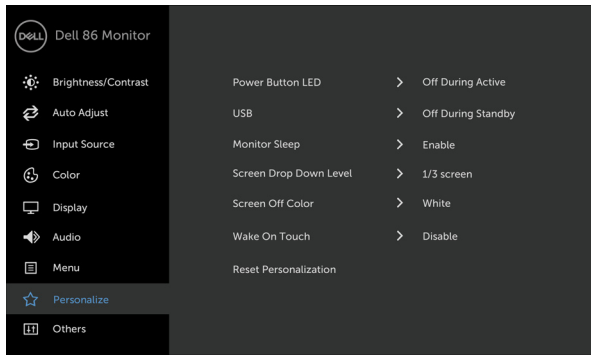 DELL Dell 86 Monitor
Brightness/Contrast
Auto Adjust
Input Source
Color
Display
Audio
Menu
Personalize
Others
Power Button LED > Off During Active
USB > Off During Standby
Monitor Sleep > Enable
Screen Drop Down Level > 1/3 screen
Screen Off Color > White
Wake On Touch > Disable
Reset Personalization